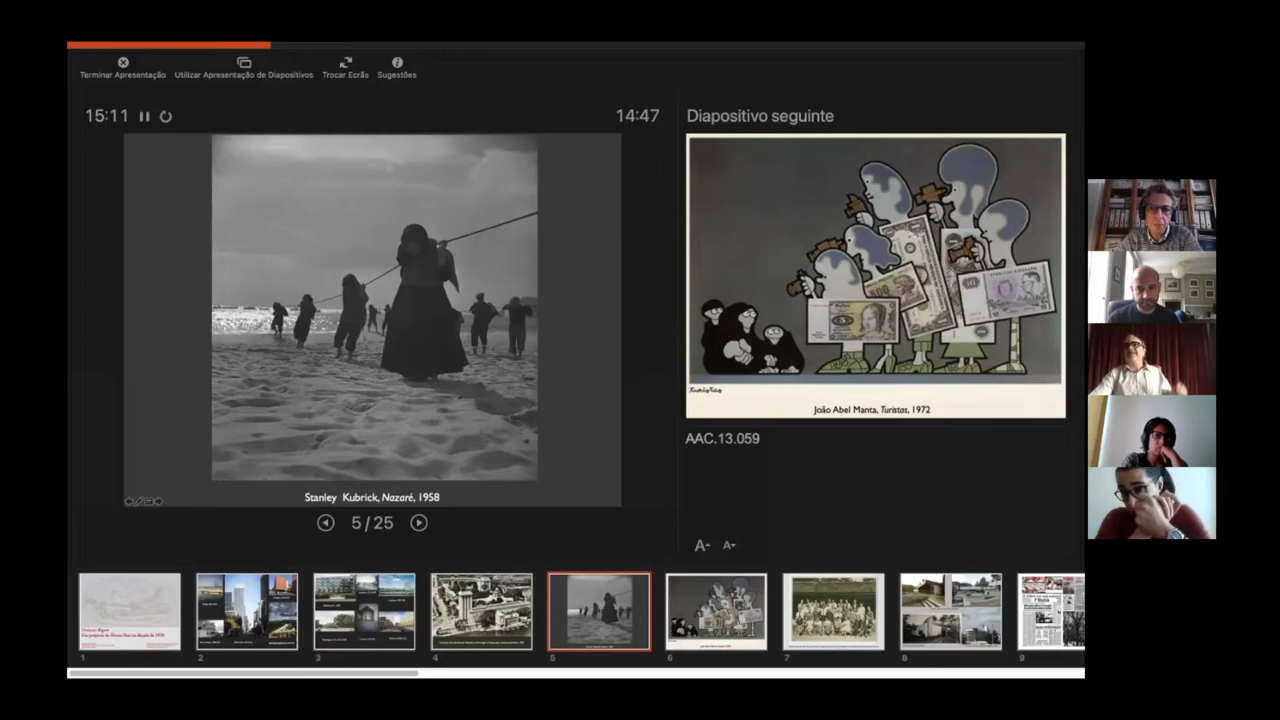 Terminar Apresentação
Utilizar Apresentação de Diapositivos
Trocar Ecrãs
Sugestões
15:11
14:47
Diapositivo seguinte
Stanley Kubrick, Nazaré, 1958
5/25
Turistas
João Abel Manta, Turistas, 1972
AAC.13.059
A
A
1
2
3
4
5
6
7
8
9